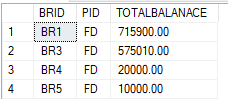 BRID PID TOTALBALANACE
1 BR1 FD 715900.00
2 BR3 FD 575010.00
3 BR4 FD 20000.00
4 BR5 FD 10000.00